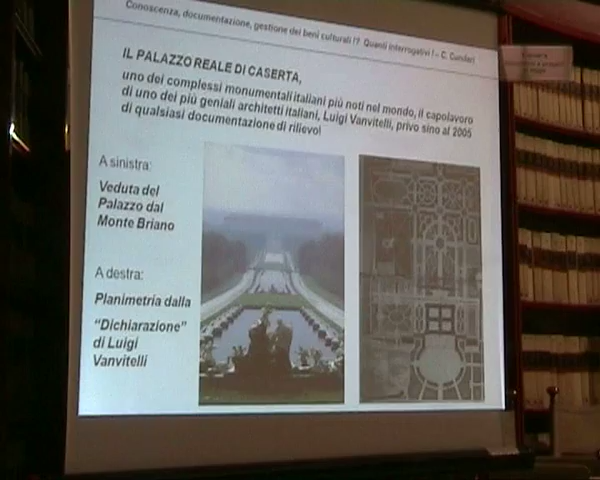 Conoscenza, documentazione, gestione dei beni culturali !? Quanti interrogativi ! – C. Cundari
IL PALAZZO REALE DI CASERTA,
uno dei complessi monumentali italiani più noti nel mondo, il capolavoro
di uno dei più geniali architetti italiani, Luigi Vanvitelli, privo sino al 2005
di qualsiasi documentazione di rilievo!
A sinistra:
Veduta del
Palazzo dal
Monte Briano
A destra:
Planimetria dalla
“Dichiarazione”
di Luigi
Vanvitelli